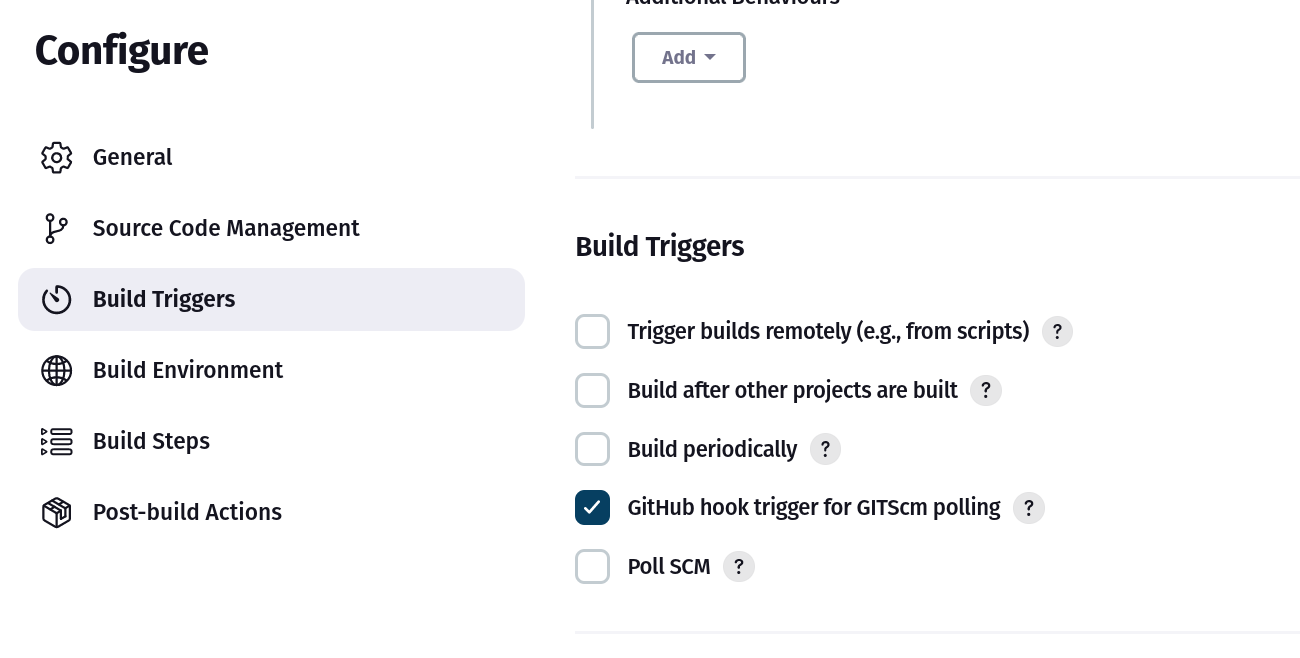 Additional Behaviours
Configure
Add
General
Source Code Management
Build Triggers
Build Environment
Build Steps
Post-build Actions
Build Triggers
Trigger builds remotely (e.g., from scripts) ?
Build after other projects are built ?
Build periodically ?
GitHub hook trigger for GITScm polling ?
Poll SCM ?